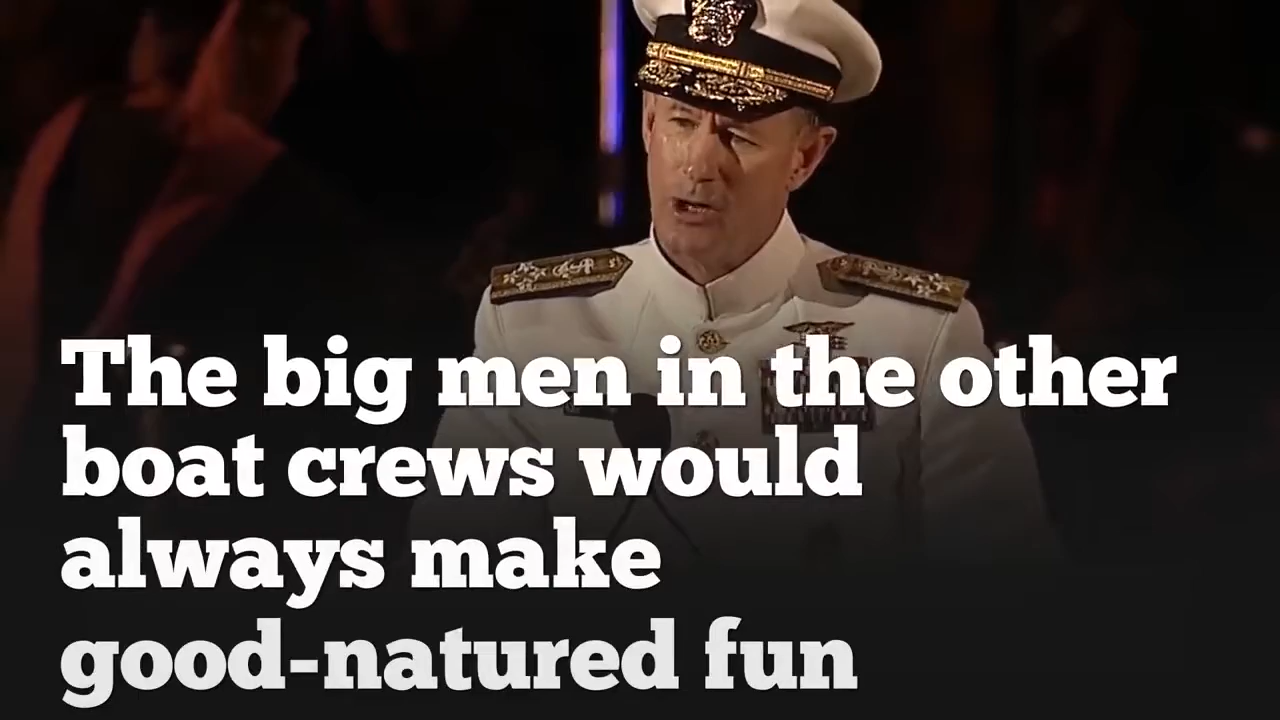 The big men in the other
boat crews would
always make
good-natured fun